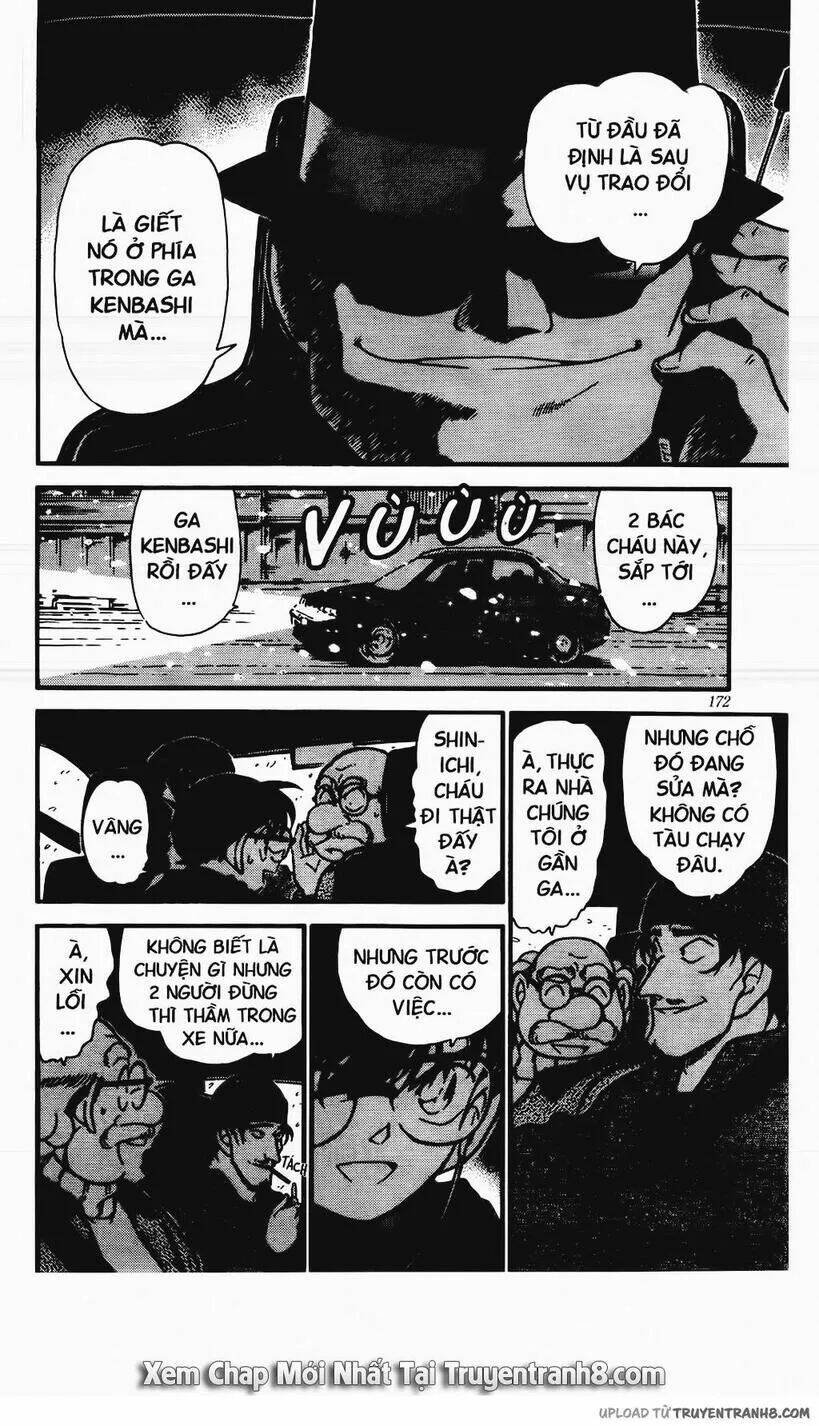 TỪ ĐẦU ĐÃ
ĐỊNH LÀ SAU
VỤ TRAO ĐỔI
...
LÀ GIẾT
NÓ Ở PHÍA
TRONG GA
KENBASHI
MÀ...
2 BÁC
CHÁU NÀY,
SẮP TỚI
...
VÙÙÙ
GA
KENBASHI
RỒI ĐẤY
...
172
NHƯNG CHỖ
ĐÓ ĐANG
SỬA MÀ?
KHÔNG CÓ
TÀU CHẠY
ĐÂU.
À, THỰC
RA NHÀ
CHÚNG
TÔI Ở
GẦN
GA...
SHIN-
ICHI,
CHÁU
ĐI THẬT
ĐẤY
À?
VÂNG
...
NHƯNG TRƯỚC
ĐÓ CÒN CÓ
VIỆC...
KHÔNG BIẾT LÀ
CHUYỆN GÌ NHƯNG
2 NGƯỜI ĐỪNG
THÌ THẦM TRONG
XE NỮA...
TÁCH
À,
XIN
LỖI
...
Xem Chap Mới Nhất Tại Truyentranh8.com
UPLOAD TỪ TRUYENTRANH8.COM